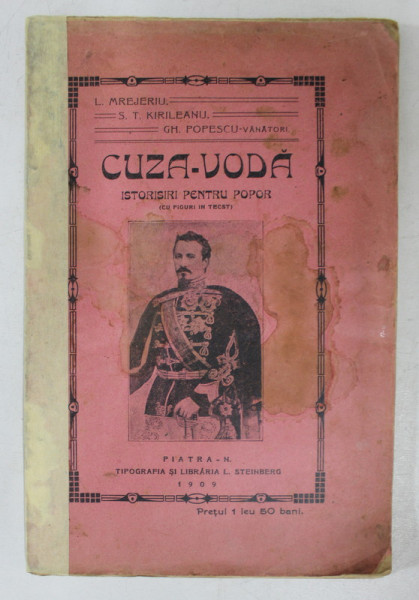 L. MREJERIU,
S. T. KIRILEANU,
GH. POPESCU-VÂNĂTORI
CUZA-VODĂ
ISTORISIRI PENTRU POPOR
(CU FIGURI IN TECST)
PIATRA-N.
TIPOGRAFIA ȘI LIBRĂRIA L. STEINBERG
1909
Prețul 1 leu 50 bani.